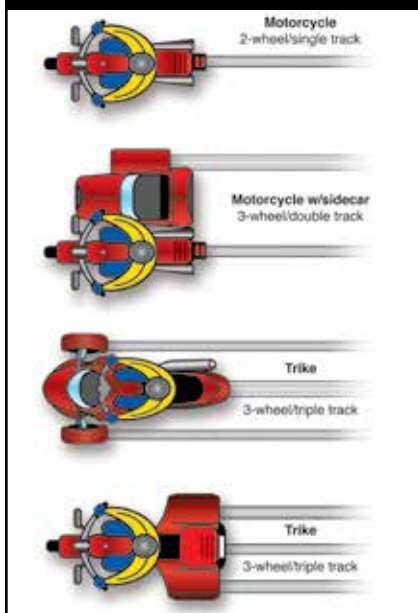 Motorcycle
2-wheel/single track
Motorcycle w/sidecar
3-wheel/double track
Trike
3-wheel/triple track
Trike
3-wheel/triple track